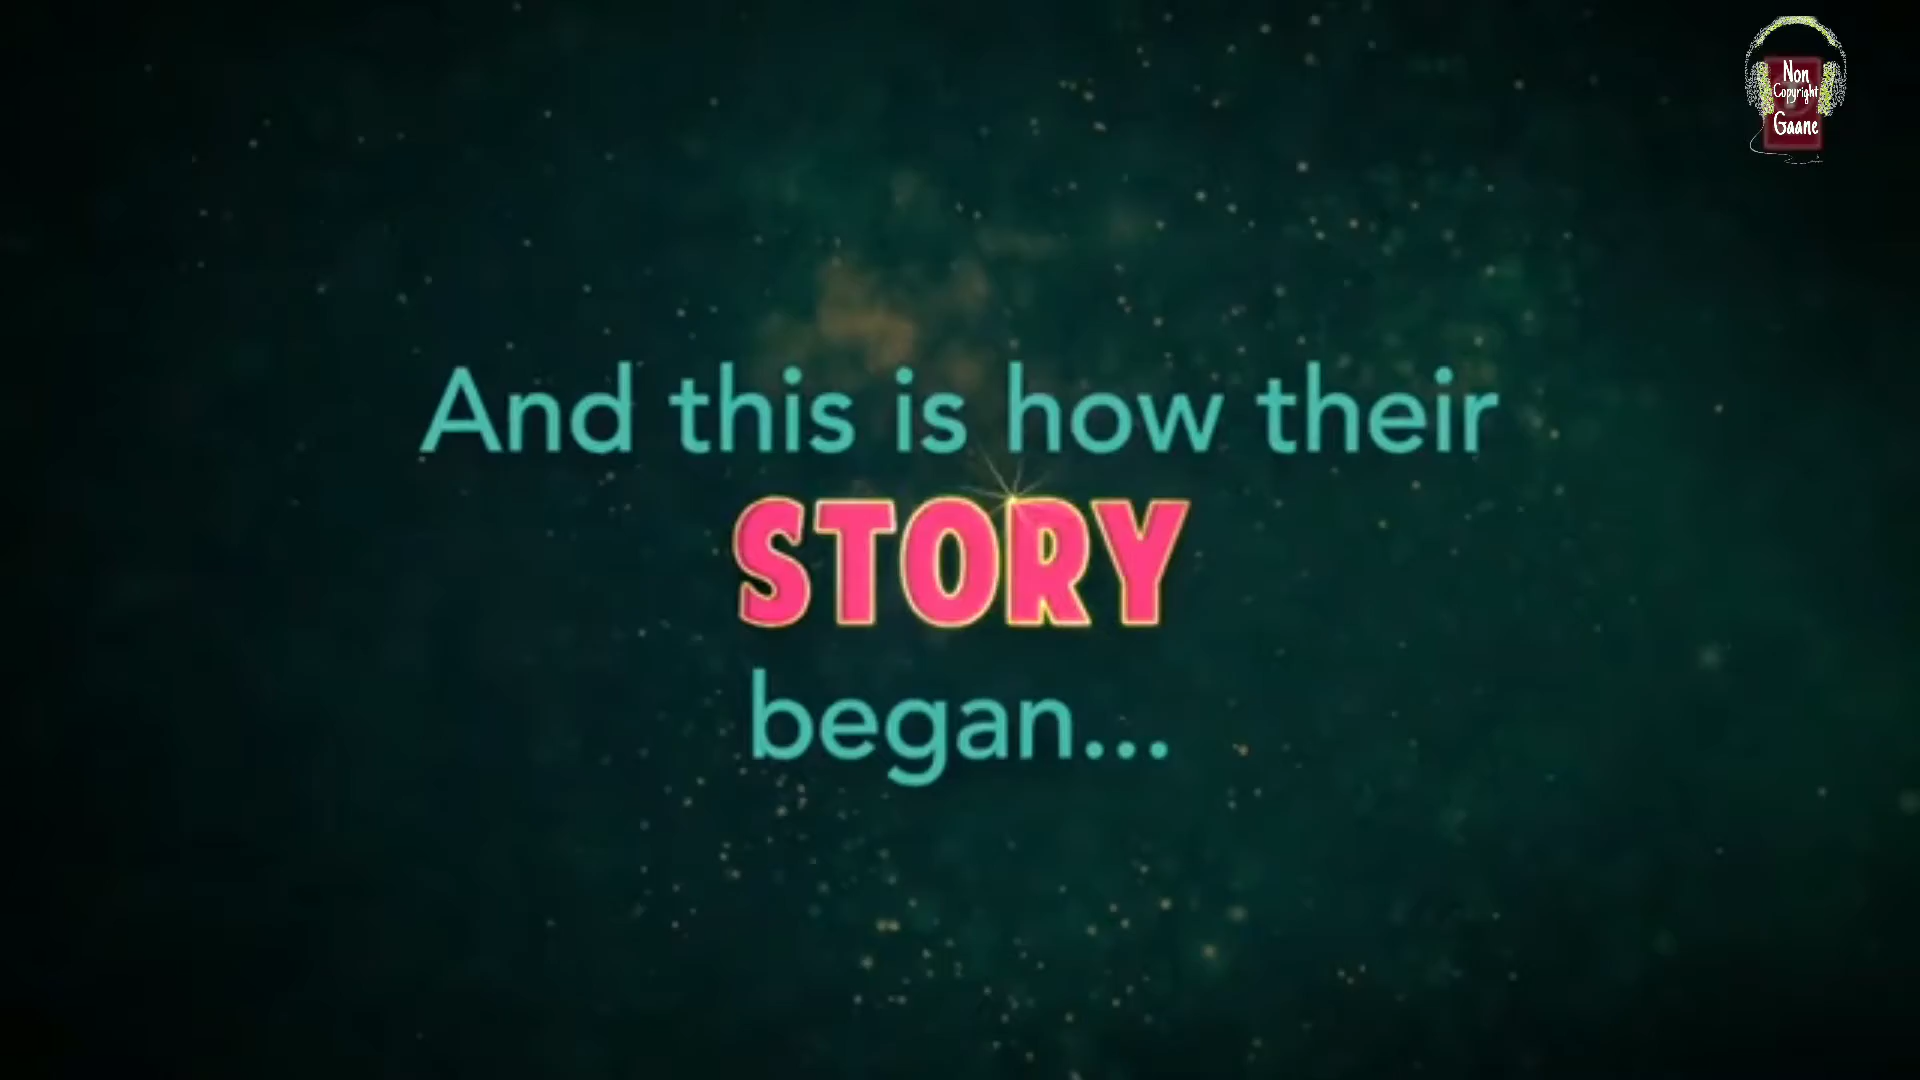 Non
Copyright
Gaane
And this is how their
STORY
began...